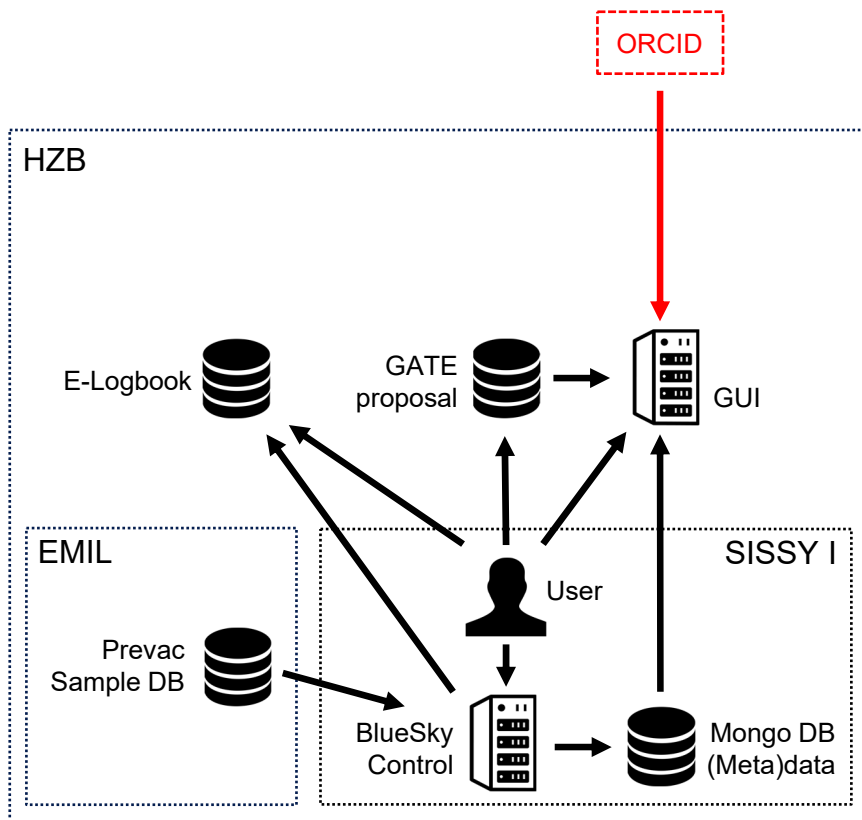 ORCID
HZB
E-Logbook
GATE
proposal
GUI
EMIL
SISSY I
User
Prevac
Sample DB
BlueSky
Control
Mongo DB
(Meta)data